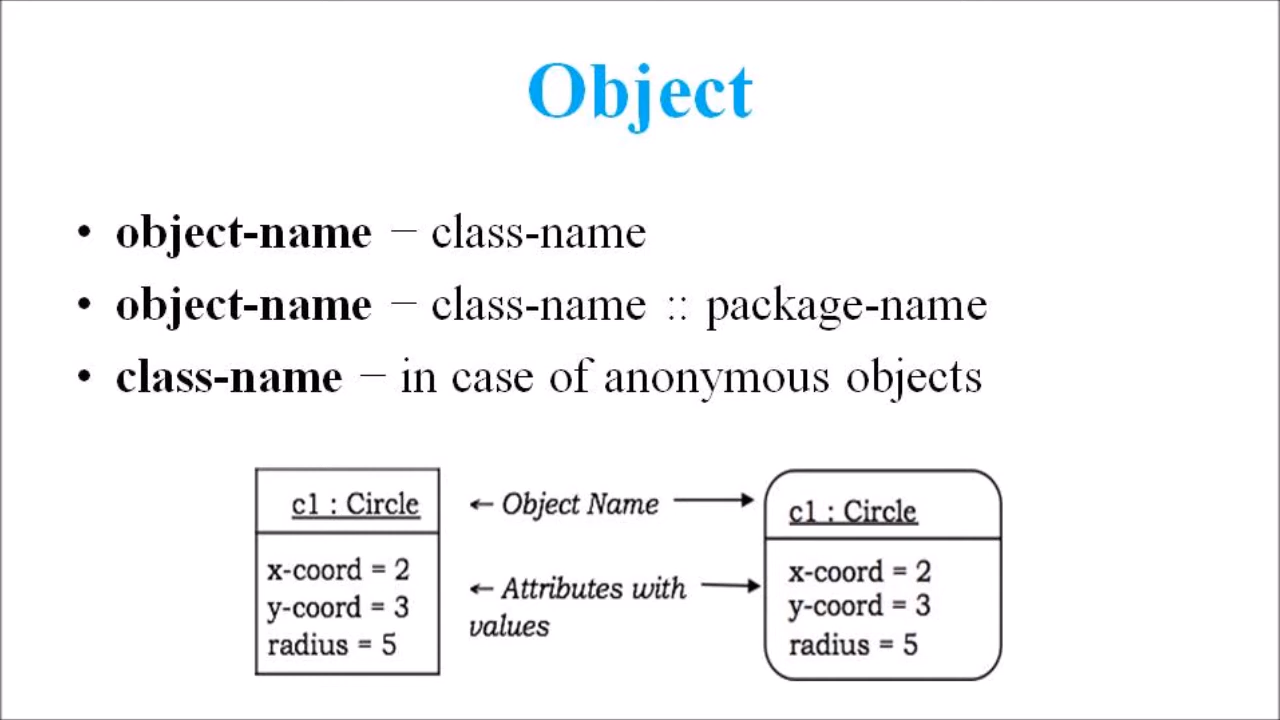 Object
• object-name − class-name
• object-name − class-name :: package-name
• class-name − in case of anonymous objects
c1 : Circle
x-coord = 2
y-coord = 3
radius = 5
← Object Name
← Attributes with
values
c1 : Circle
x-coord = 2
y-coord = 3
radius = 5